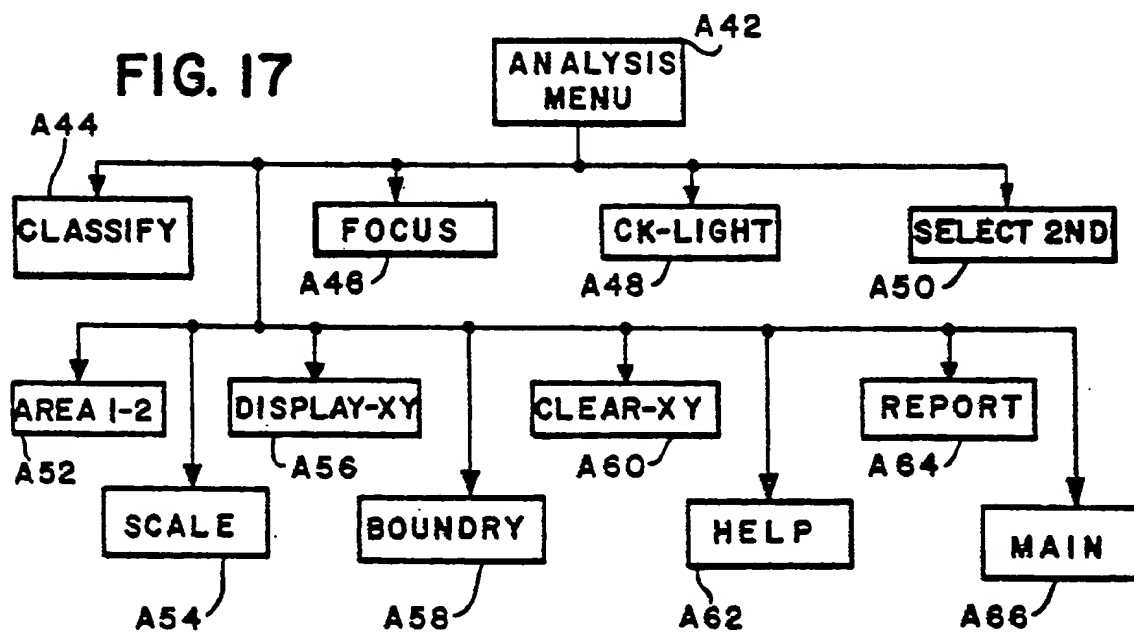 FIG. 17
A42
ANALYSIS
MENU
A44
CLASSIFY
FOCUS
CK-LIGHT
SELECT 2ND
A46
A48
A50
AREA 1-2
DISPLAY-XY
CLEAR-XY
REPORT
A52
A56
A60
A64
SCALE
BOUNDRY
HELP
MAIN
A54
A58
A62
A66